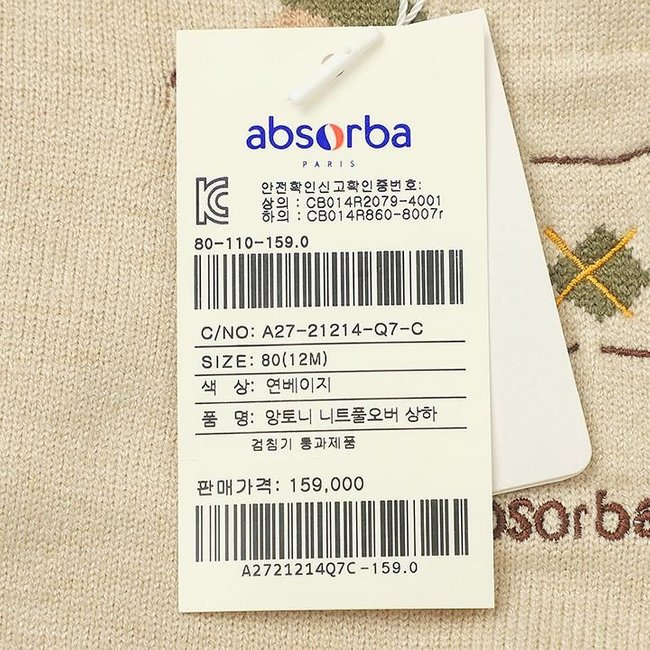 absorba
PARIS
안전확인신고확인증번호:
상의 : CB014R2079-4001
하의 : CB014R860-8007r
80-110-159.0
C/NO: A27-21214-Q7-C
SIZE: 80(12M)
색 상: 연베이지
품 명: 앙토니 니트풀오버 상하
검침기 통과제품
판매가격: 159,000
A2721214Q7C-159.0
bsorba